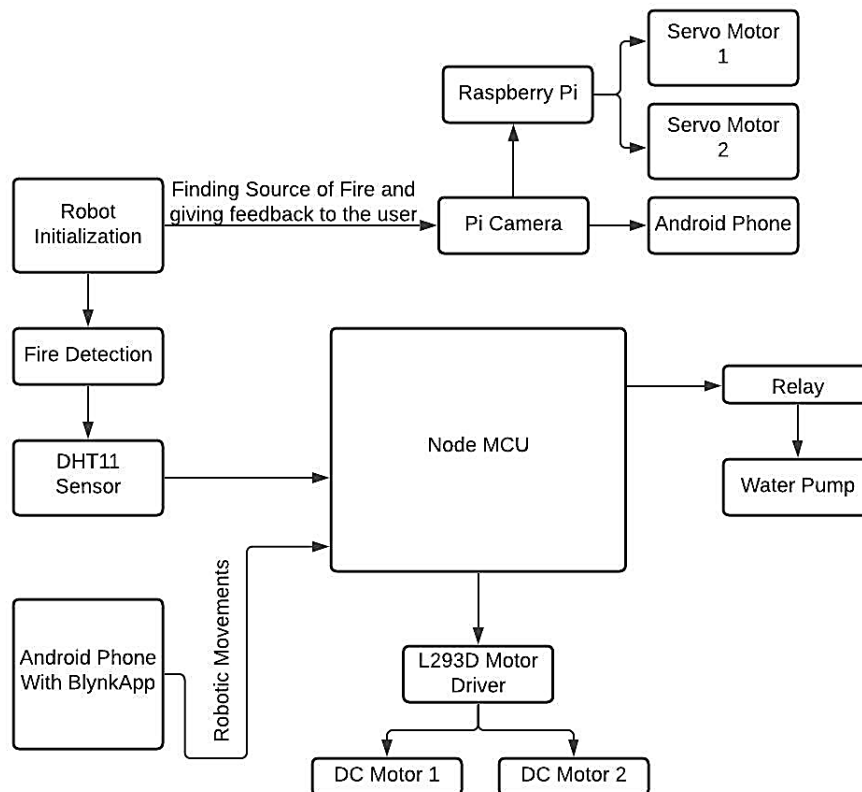 Servo Motor
1
Raspberry Pi
Servo Motor
2
Finding Source of Fire and
giving feedback to the user
Robot
Initialization
Pi Camera
Android Phone
Fire Detection
Node MCU
Relay
DHT11
Sensor
Water Pump
Robotic Movements
Android Phone
With BlynkApp
L293D Motor
Driver
DC Motor 1
DC Motor 2